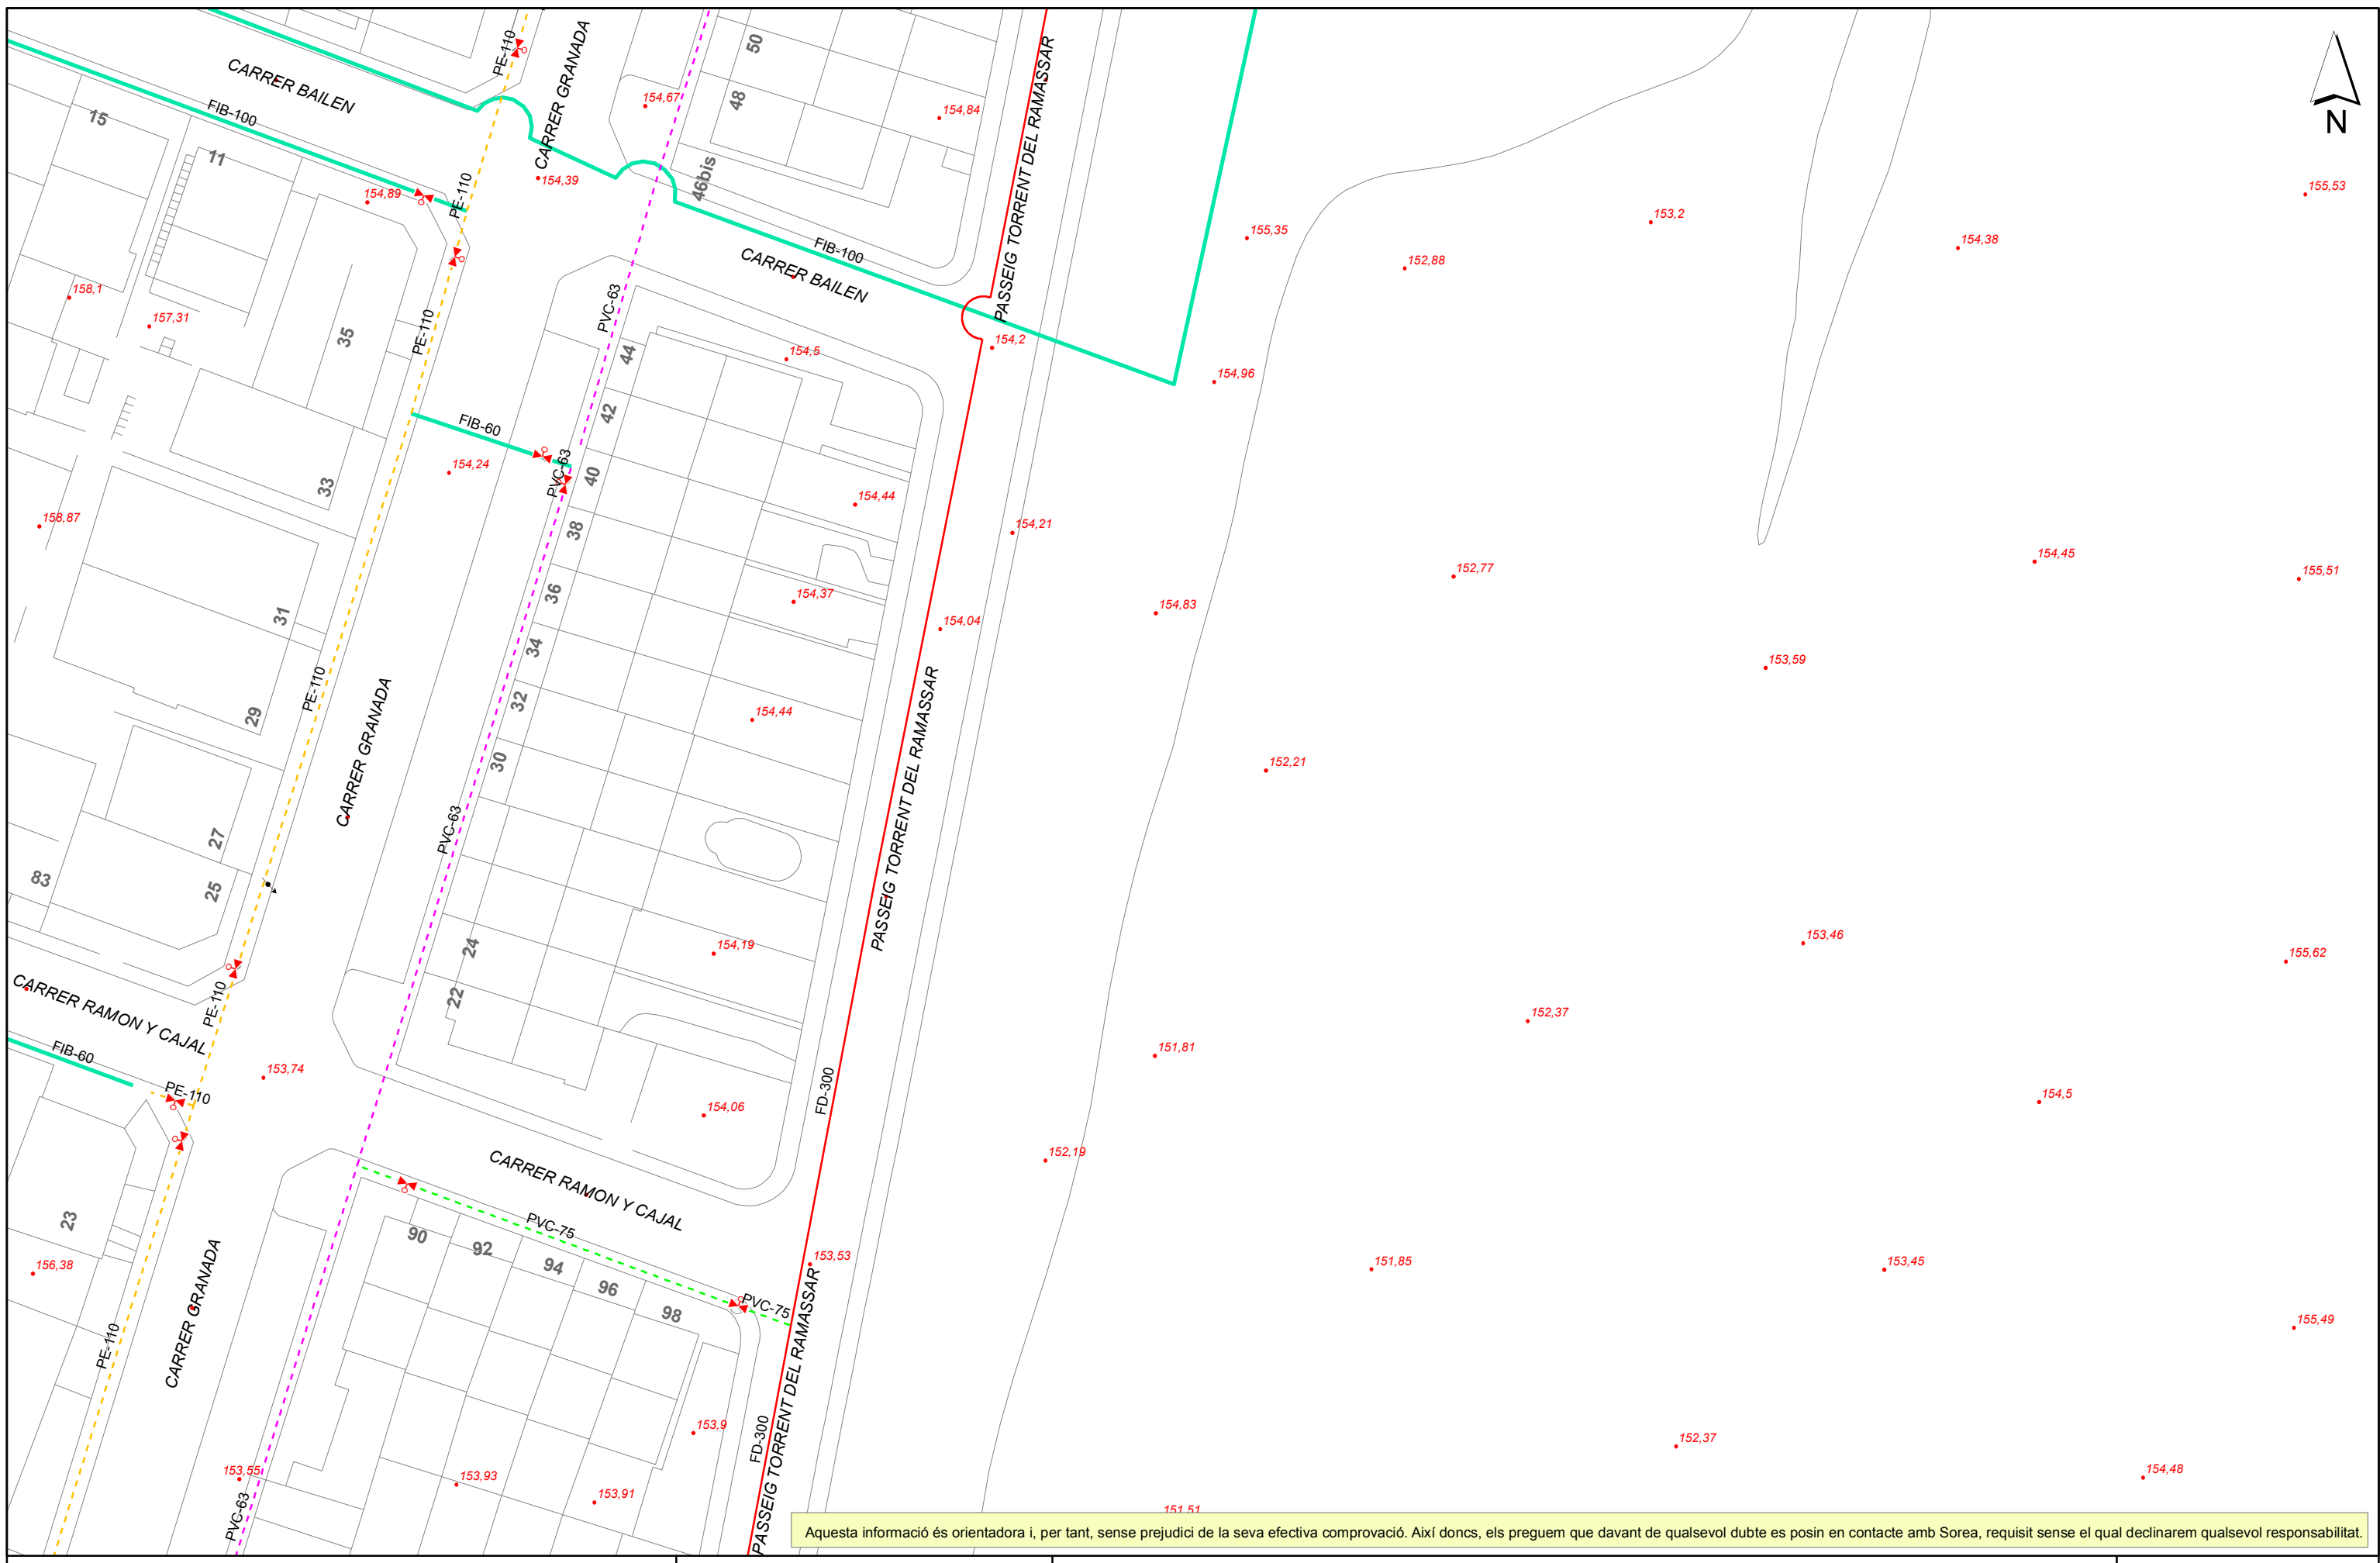 PE-110
CARRER GRANADA
50
PASSEIG TORRENT DEL RAMASSAR
N
CARRER BAILEN
FIB-100
154,67
48
154,84
15
11
154,89
PE-110
154,39
46bis
155,53
153,2
155,35
154,38
FIB-100
CARRER BAILEN
152,88
158,1
157,31
PVC-63
35
PE-110
44
154,5
154,2
154,96
42
FIB-60
154,24
PVC-63
40
33
154,44
158,87
38
154,21
154,45
152,77
155,51
36
154,37
154,83
31
154,04
34
153,59
PE-110
32
29
154,44
CARRER GRANADA
30
152,21
PVC-63
27
PASSEIG TORRENT DEL RAMASSAR
83
25
24
154,19
153,46
155,62
22
CARRER RAMON Y CAJAL
PE-110
152,37
FIB-60
151,81
153,74
PE-110
FD-300
154,06
154,5
152,19
CARRER RAMON Y CAJAL
23
PVC-75
90
92
94
96
98
153,53
151,85
153,45
156,38
CARRER GRANADA
PVC-75
155,49
PE-110
153,9
FD-300
PASSEIG TORRENT DEL RAMASSAR
152,37
153,55
153,93
154,48
153,91
PVC-63
151,51
Aquesta informació és orientadora i, per tant, sense prejudici de la seva efectiva comprovació. Així doncs, els preguem que davant de qualsevol dubte es posin en contacte amb Sorea, requisit sense el qual declinarem qualsevol responsabilitat.